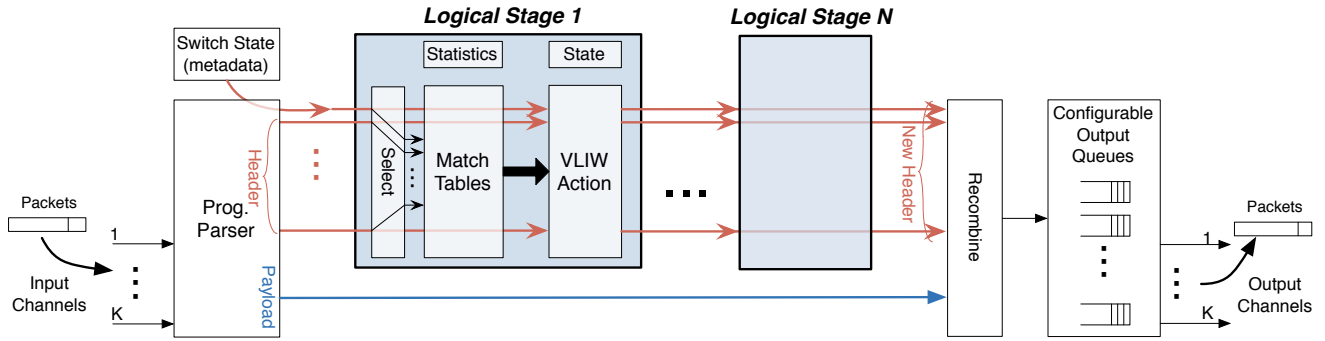 Logical Stage 1
Logical Stage N
Switch State
(metadata)
Statistics
State
Select
Match
Tables
VLIW
Action
Header
Prog.
Parser
Payload
Packets
Input
Channels
1
K
New Header
Recombine
Configurable
Output
Queues
1
K
Packets
Output
Channels